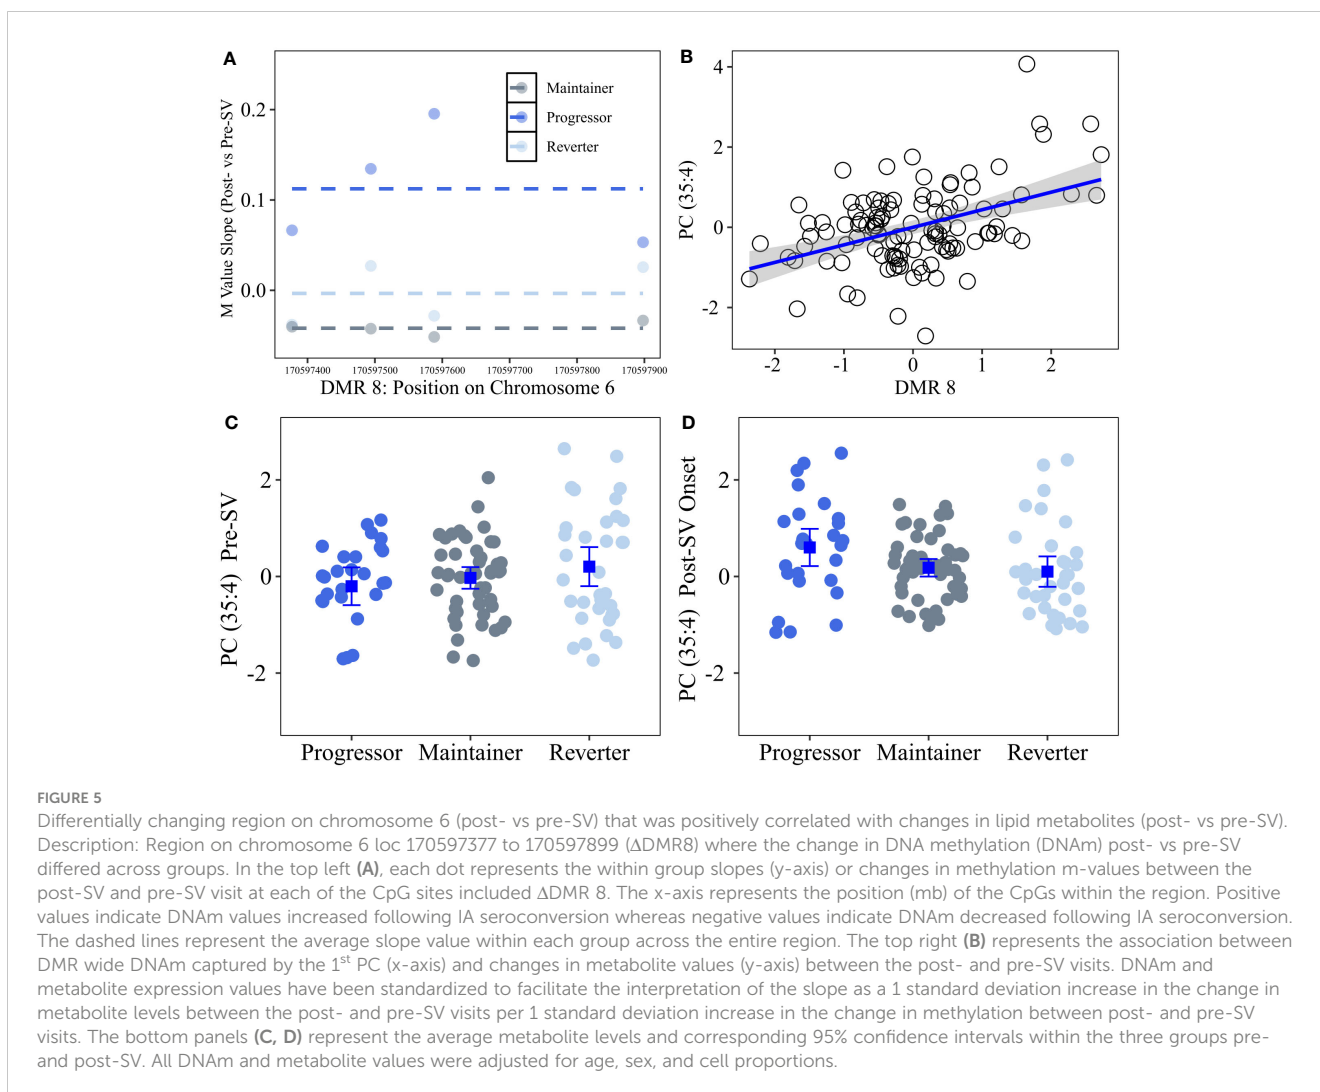 A
M Value Slope (Post- vs Pre-SV
0.2
0.1
0.0
Maintainer
Progressor
Reverter
170597400 170597500 170597600 170597700 170597800 170597900
DMR 8: Position on Chromosome 6
B
PC (35:4)
4
2
0
-2
-2 -1 0 1 2
DMR 8
C
PC (35:4) Pre-SV
2
0
-2
Progressor Maintainer Reverter
D
PC (35:4) Post-SV Onset
2
0
-2
Progressor Maintainer Reverter
FIGURE 5
Differentially changing region on chromosome 6 (post- vs pre-SV) that was positively correlated with changes in lipid metabolites (post- vs pre-SV).
Description: Region on chromosome 6 loc 170597377 to 170597899 (ΔDMR8) where the change in DNA methylation (DNAm) post- vs pre-SV
differed across groups. In the top left (A), each dot represents the within group slopes (y-axis) or changes in methylation m-values between the
post-SV and pre-SV visit at each of the CpG sites included ΔDMR 8. The x-axis represents the position (mb) of the CpGs within the region. Positive
values indicate DNAm values increased following IA seroconversion whereas negative values indicate DNAm decreased following IA seroconversion.
The dashed lines represent the average slope value within each group across the entire region. The top right (B) represents the association between
DMR wide DNAm captured by the 1st PC (x-axis) and changes in metabolite values (y-axis) between the post- and pre-SV visits. DNAm and
metabolite expression values have been standardized to facilitate the interpretation of the slope as a 1 standard deviation increase in the change in
metabolite levels between the post- and pre-SV visits per 1 standard deviation increase in the change in methylation between post- and pre-SV
visits. The bottom panels (C, D) represent the average metabolite levels and corresponding 95% confidence intervals within the three groups pre-
and post-SV. All DNAm and metabolite values were adjusted for age, sex, and cell proportions.